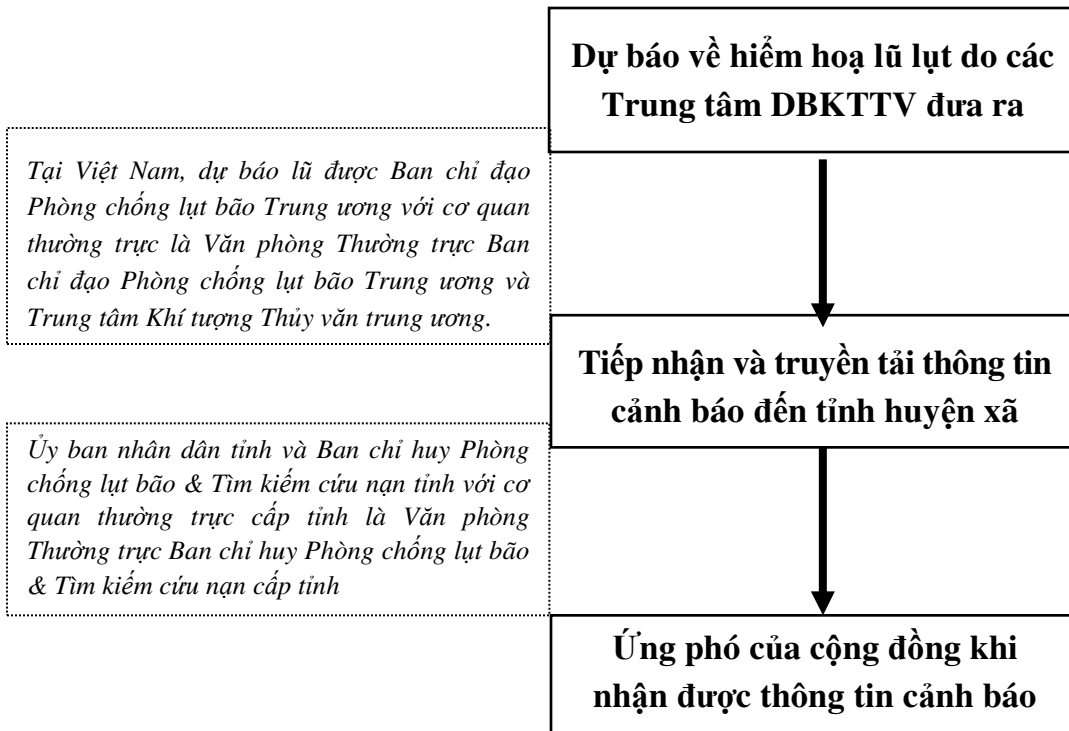 Dự báo về hiểm hoạ lũ lụt do các
Trung tâm DBKTTV đưa ra
Tại Việt Nam, dự báo lũ được Ban chỉ đạo
Phòng chống lụt bão Trung ương với cơ quan
thường trực là Văn phòng Thường trực Ban
chỉ đạo Phòng chống lụt bão Trung ương và
Trung tâm Khí tượng Thủy văn trung ương.
Tiếp nhận và truyền tải thông tin
cảnh báo đến tỉnh huyện xã
Ủy ban nhân dân tỉnh và Ban chỉ huy Phòng
chống lụt bão & Tìm kiếm cứu nạn tỉnh với cơ
quan thường trực cấp tỉnh là Văn phòng
Thường trực Ban chỉ huy Phòng chống lụt bão
& Tìm kiếm cứu nạn cấp tỉnh
Ứng phó của cộng đồng khi
nhận được thông tin cảnh báo